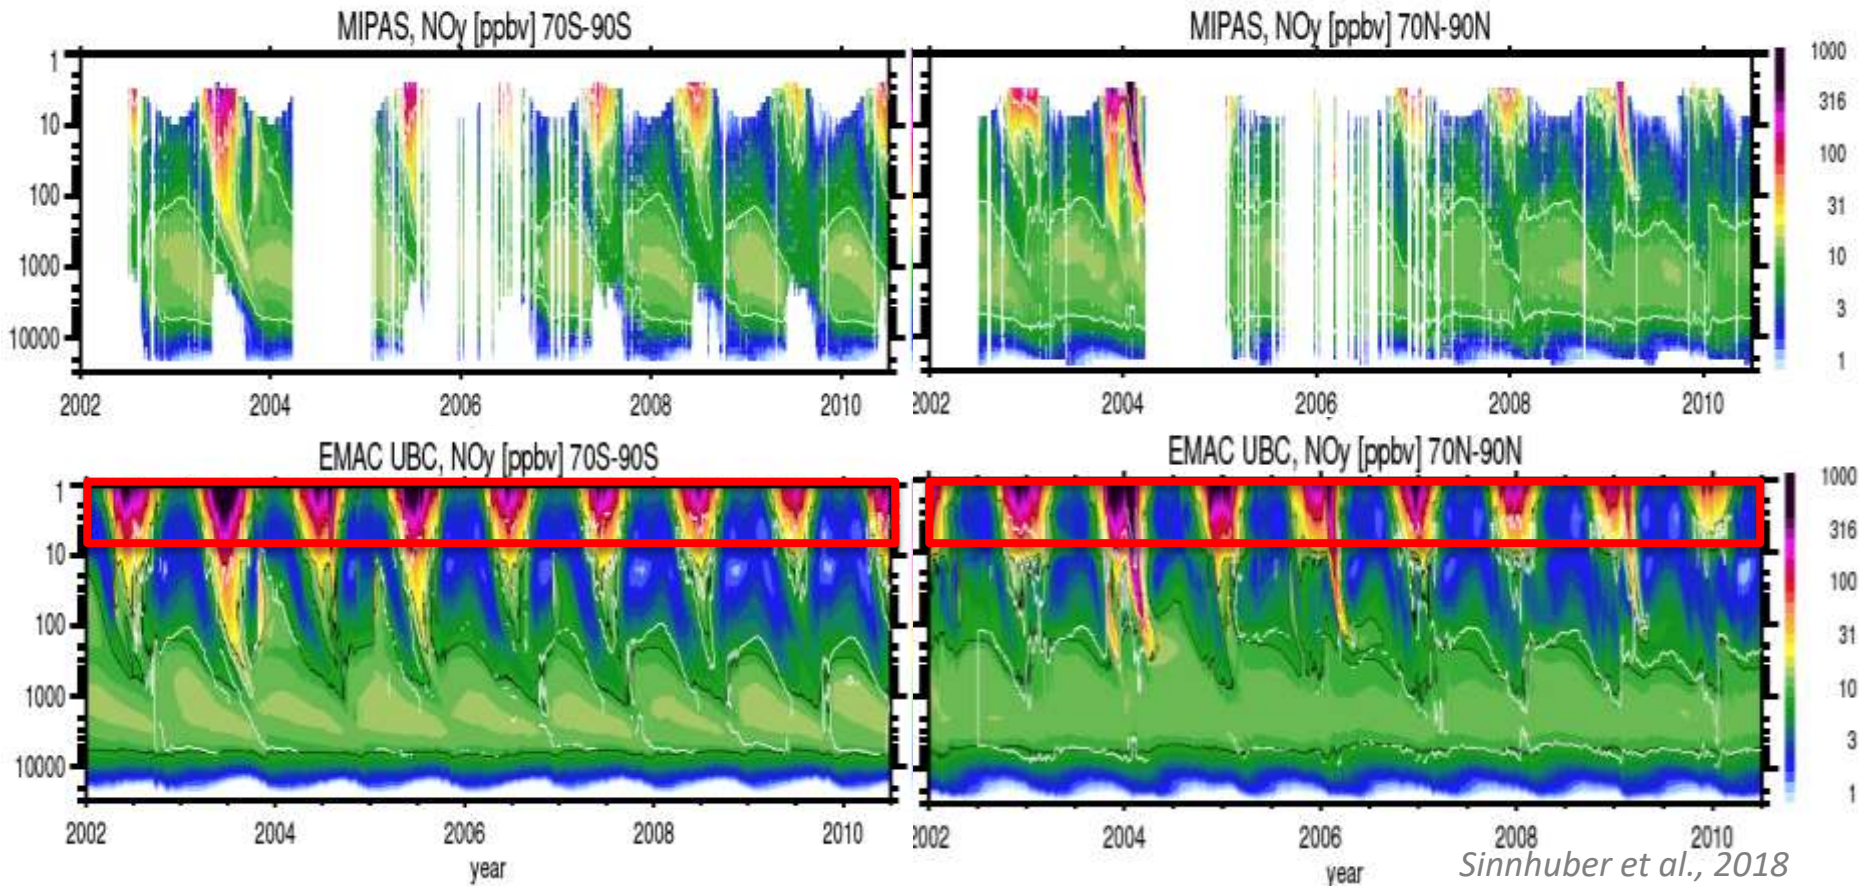 MIPAS, NOy [ppbv] 70S-90S
1
10
100
1000
10000
2002 2004 2006 2008 2010
MIPAS, NOy [ppbv] 70N-90N
1000
316
100
31
10
3
1
2002 2004 2006 2008 2010
year
EMAC UBC, NOy [ppbv] 70S-90S
1
10
100
1000
10000
2002 2004 2006 2008 2010
year
EMAC UBC, NOy [ppbv] 70N-90N
1000
316
100
31
10
3
1
2002 2004 2006 2008 2010
year
Sinnhuber et al., 2018